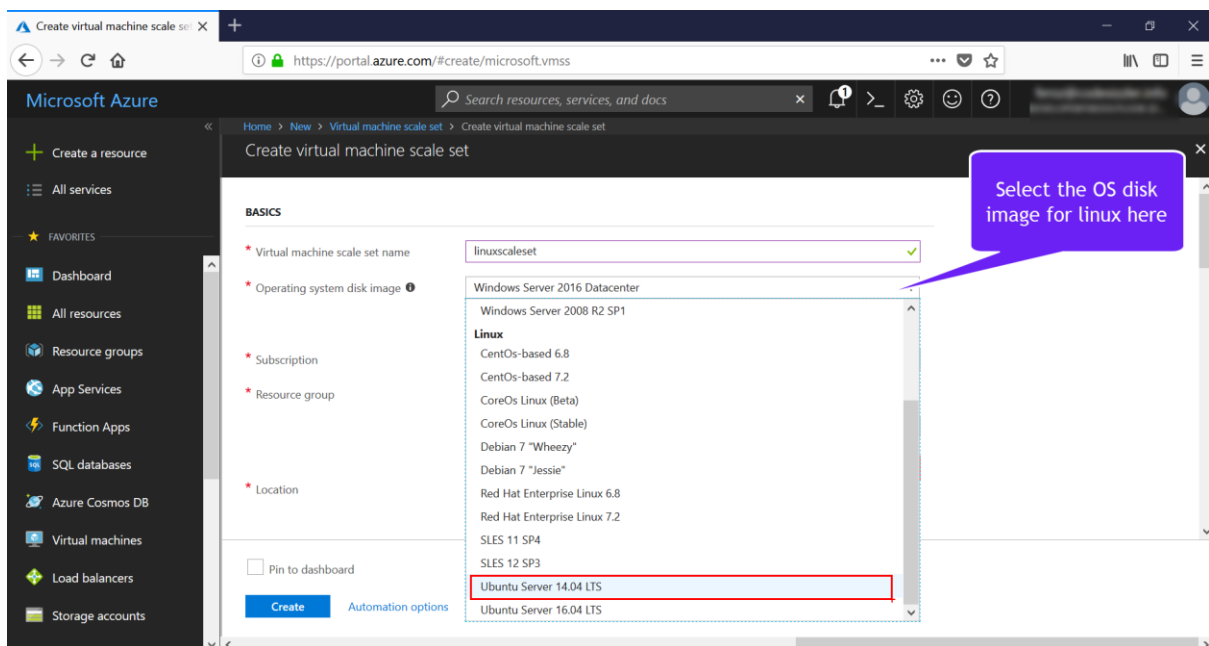 Create virtual machine scale se
https://portal.azure.com/#create/microsoft.vmss
Microsoft Azure
Search resources, services, and docs
1
Home > New > Virtual machine scale set > Create virtual machine scale set
Create virtual machine scale set
Create a resource
All services
FAVORITES
Dashboard
All resources
Resource groups
App Services
Function Apps
SQL databases
Azure Cosmos DB
Virtual machines
Load balancers
Storage accounts
Select the OS disk
image for linux here
BASICS
* Virtual machine scale set name
linuxscaleset
* Operating system disk image
Windows Server 2016 Datacenter
Windows Server 2008 R2 SP1
Linux
CentOs-based 6.8
CentOs-based 7.2
CoreOs Linux (Beta)
CoreOs Linux (Stable)
Debian 7 "Wheezy"
Debian 7 "Jessie"
Red Hat Enterprise Linux 6.8
Red Hat Enterprise Linux 7.2
SLES 11 SP4
SLES 12 SP3
Ubuntu Server 14.04 LTS
Ubuntu Server 16.04 LTS
* Subscription
* Resource group
* Location
Pin to dashboard
Create
Automation options